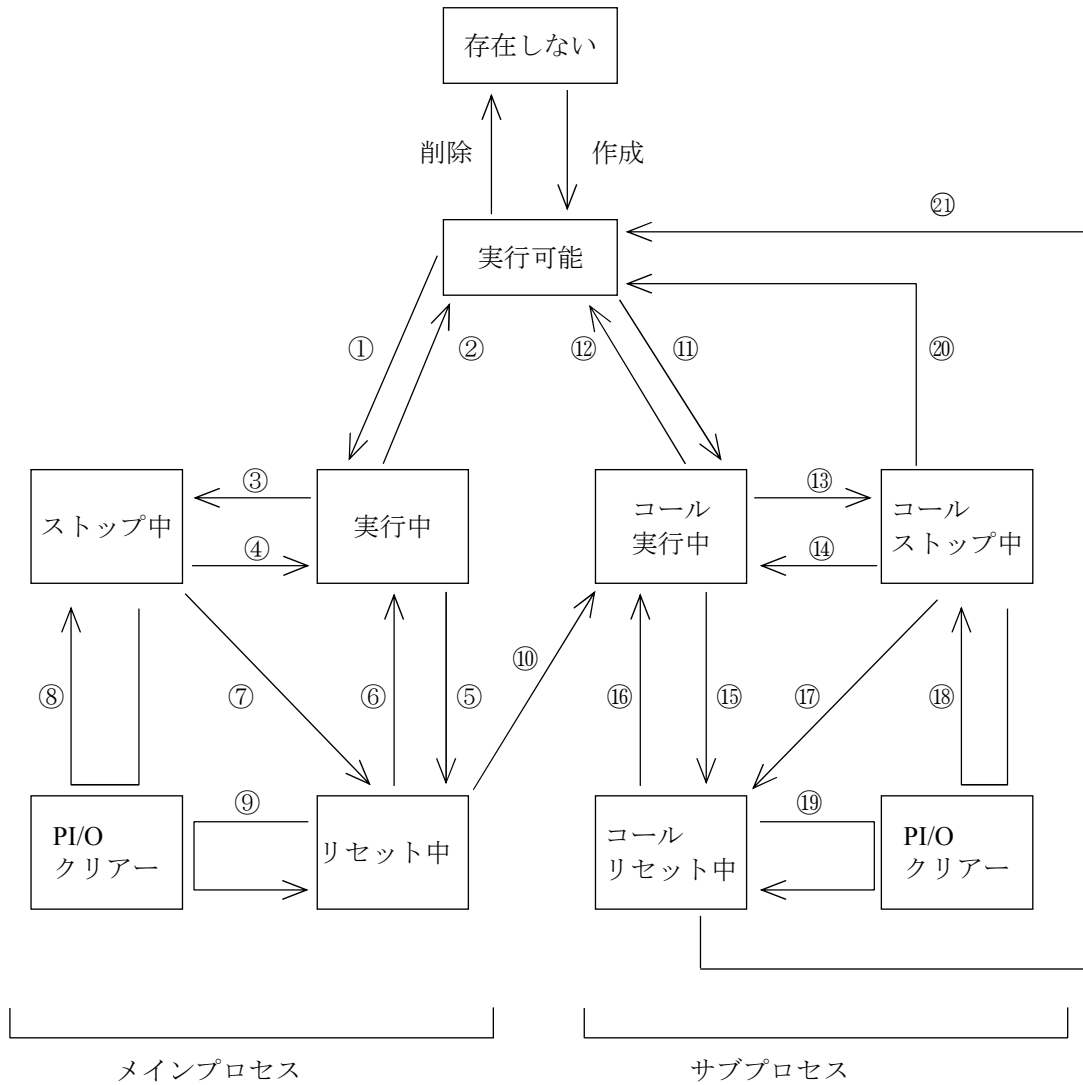 存在しない
削除
作成
㉑
実行可能
① ② ⑫ ⑪ ⑳
③ ⑬
ストップ中
実行中
コール
実行中
コール
ストップ中
④ ⑭
⑧ ⑦ ⑥ ⑤ ⑩ ⑯ ⑮ ⑰ ⑱
⑨ ⑲
PI/O
クリアー
リセット中
コール
リセット中
PI/O
クリアー
メインプロセス
サブプロセス